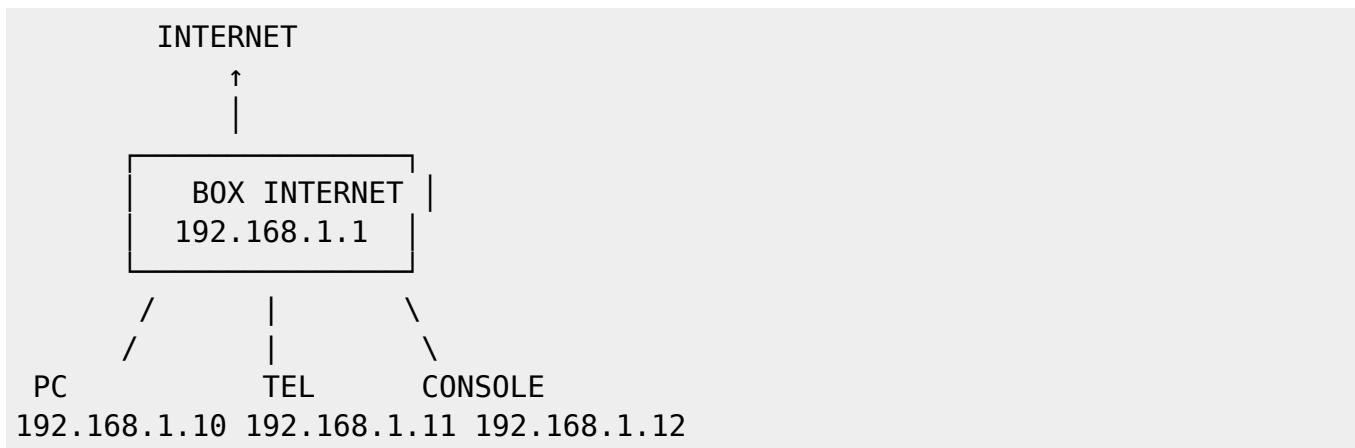 INTERNET
BOX INTERNET
192.168.1.1
PC TEL CONSOLE
192.168.1.10 192.168.1.11 192.168.1.12